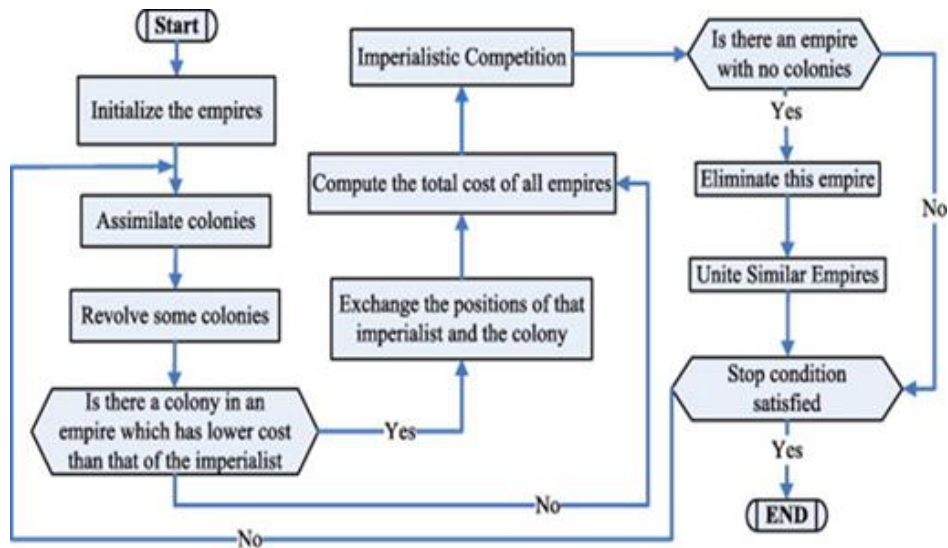 Start
Initialize the empires
Assimilate colonies
Revolve some colonies
Is there a colony in an
empire which has lower cost
than that of the imperialist
Yes
No
Exchange the positions of that
imperialist and the colony
Compute the total cost of all empires
Imperialistic Competition
Is there an empire
with no colonies
Yes
No
Eliminate this empire
Unite Similar Empires
Stop condition
satisfied
Yes
No
END